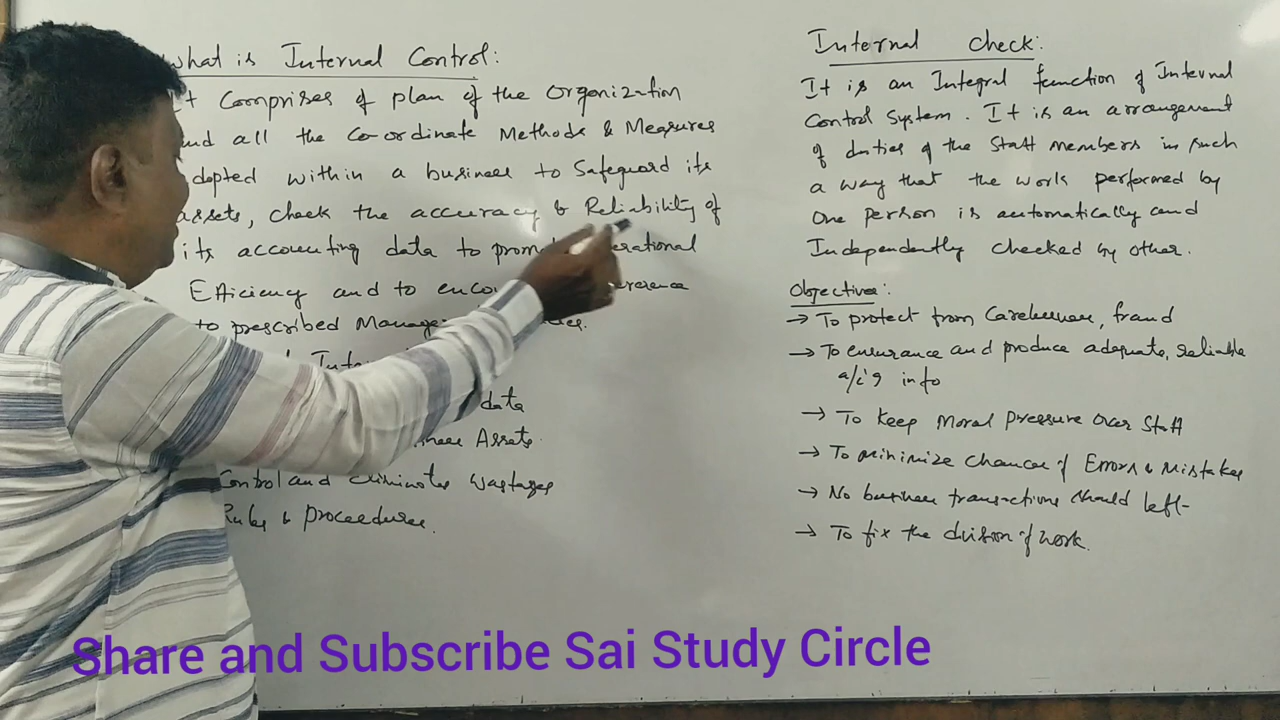 What is Internal Control:
It Comprises of plan of the Organization
and all the Co-ordinate Methods & Measures
adopted within a business to Safeguard its
assets, check the accuracy & Reliability of
its accounting data to
Efficiency and to
to prescribed
data
Assets.
Control and eliminates wastages
Rules & procedures.
Internal check:
It is an Integral function of Internal
Control System. It is an arrangement
of duties of the Staff members in such
a way that the work performed by
One person is automatically and
Independently checked by other.
Objectives:
→ To protect from Carelessness, fraud
→ To ensurance and produce adequate, reliable
a/c'g info
→ To keep Moral pressure over Staff
→ To minimize chances of Errors & Mistakes
→ No business transactions should left
→ To fix the division of work.
Share and Subscribe Sai Study Circle